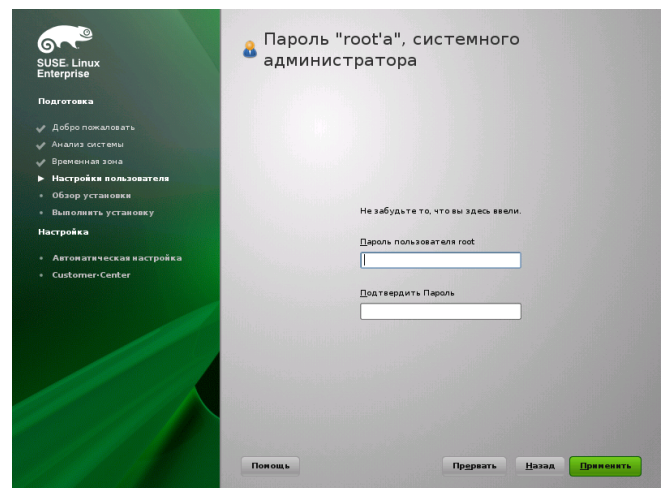 SUSE. Linux
Enterprise
Подготовка
Добро пожаловать
Анализ системы
Временная зона
Настройки пользователя
Обзор установки
Выполнить установку
Настройка
Автоматическая настройка
Customer-Center
Пароль "root'а", системного
администратора
Не забудьте то, что вы здесь ввели.
Пароль пользователя root
Подтвердить Пароль
Помощь
Прервать
Назад
Применить